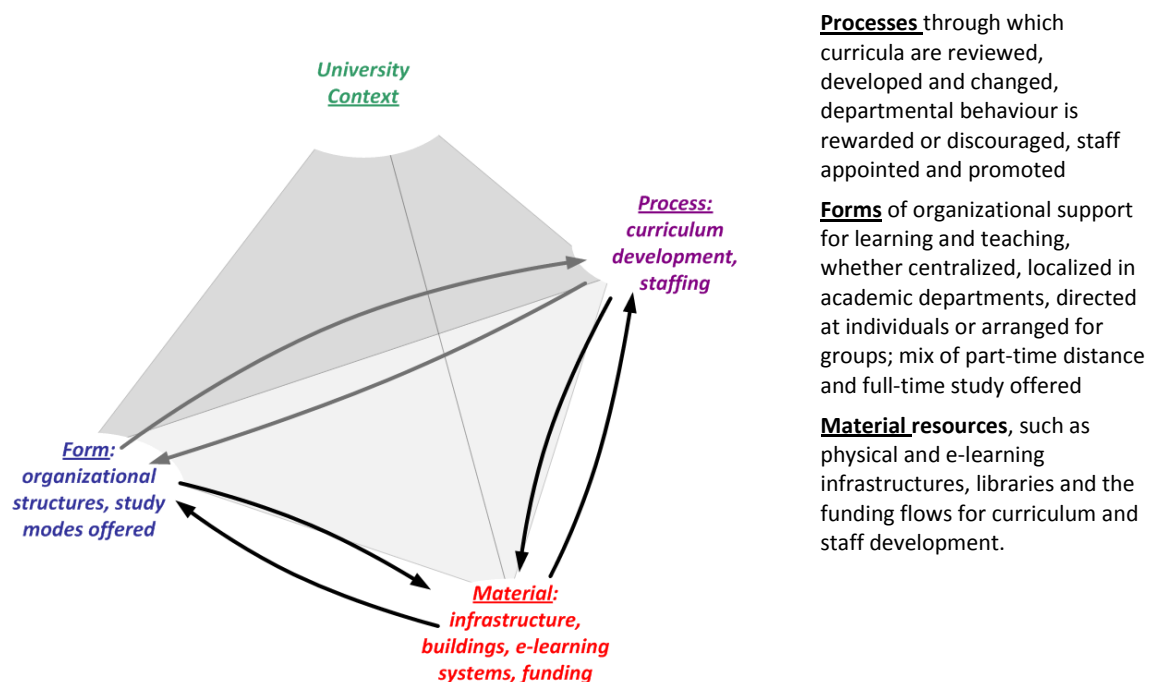 University
Context
Process:
curriculum
development,
staffing
Form:
organizational
structures, study
modes offered
Material:
infrastructure,
buildings, e-learning
systems, funding
Processes through which
curricula are reviewed,
developed and changed,
departmental behaviour is
rewarded or discouraged, staff
appointed and promoted
Forms of organizational support
for learning and teaching,
whether centralized, localized in
academic departments, directed
at individuals or arranged for
groups; mix of part-time distance
and full-time study offered
Material resources, such as
physical and e-learning
infrastructures, libraries and the
funding flows for curriculum and
staff development.